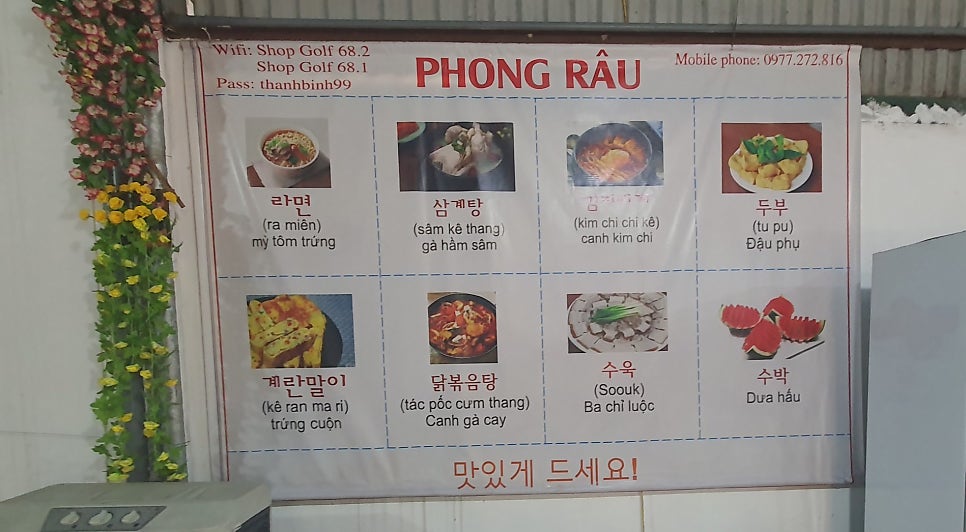 Wifi: Shop Golf 68.2
Shop Golf 68.1
Pass: thanhbinh99
PHONG RÂU
Mobile phone: 0977.272.816
라면
(ra miên)
mỳ tôm trứng
삼계탕
(sâm kê thang)
gà hầm sâm
(kim chi chi kê)
canh kim chi
두부
(tu pu)
Đậu phụ
계란말이
(kê ran ma ri)
trứng cuộn
닭볶음탕
(tác pốc cưm thang)
Canh gà cay
수육
(Soouk)
Ba chỉ luộc
수박
Dưa hấu
맛있게 드세요!